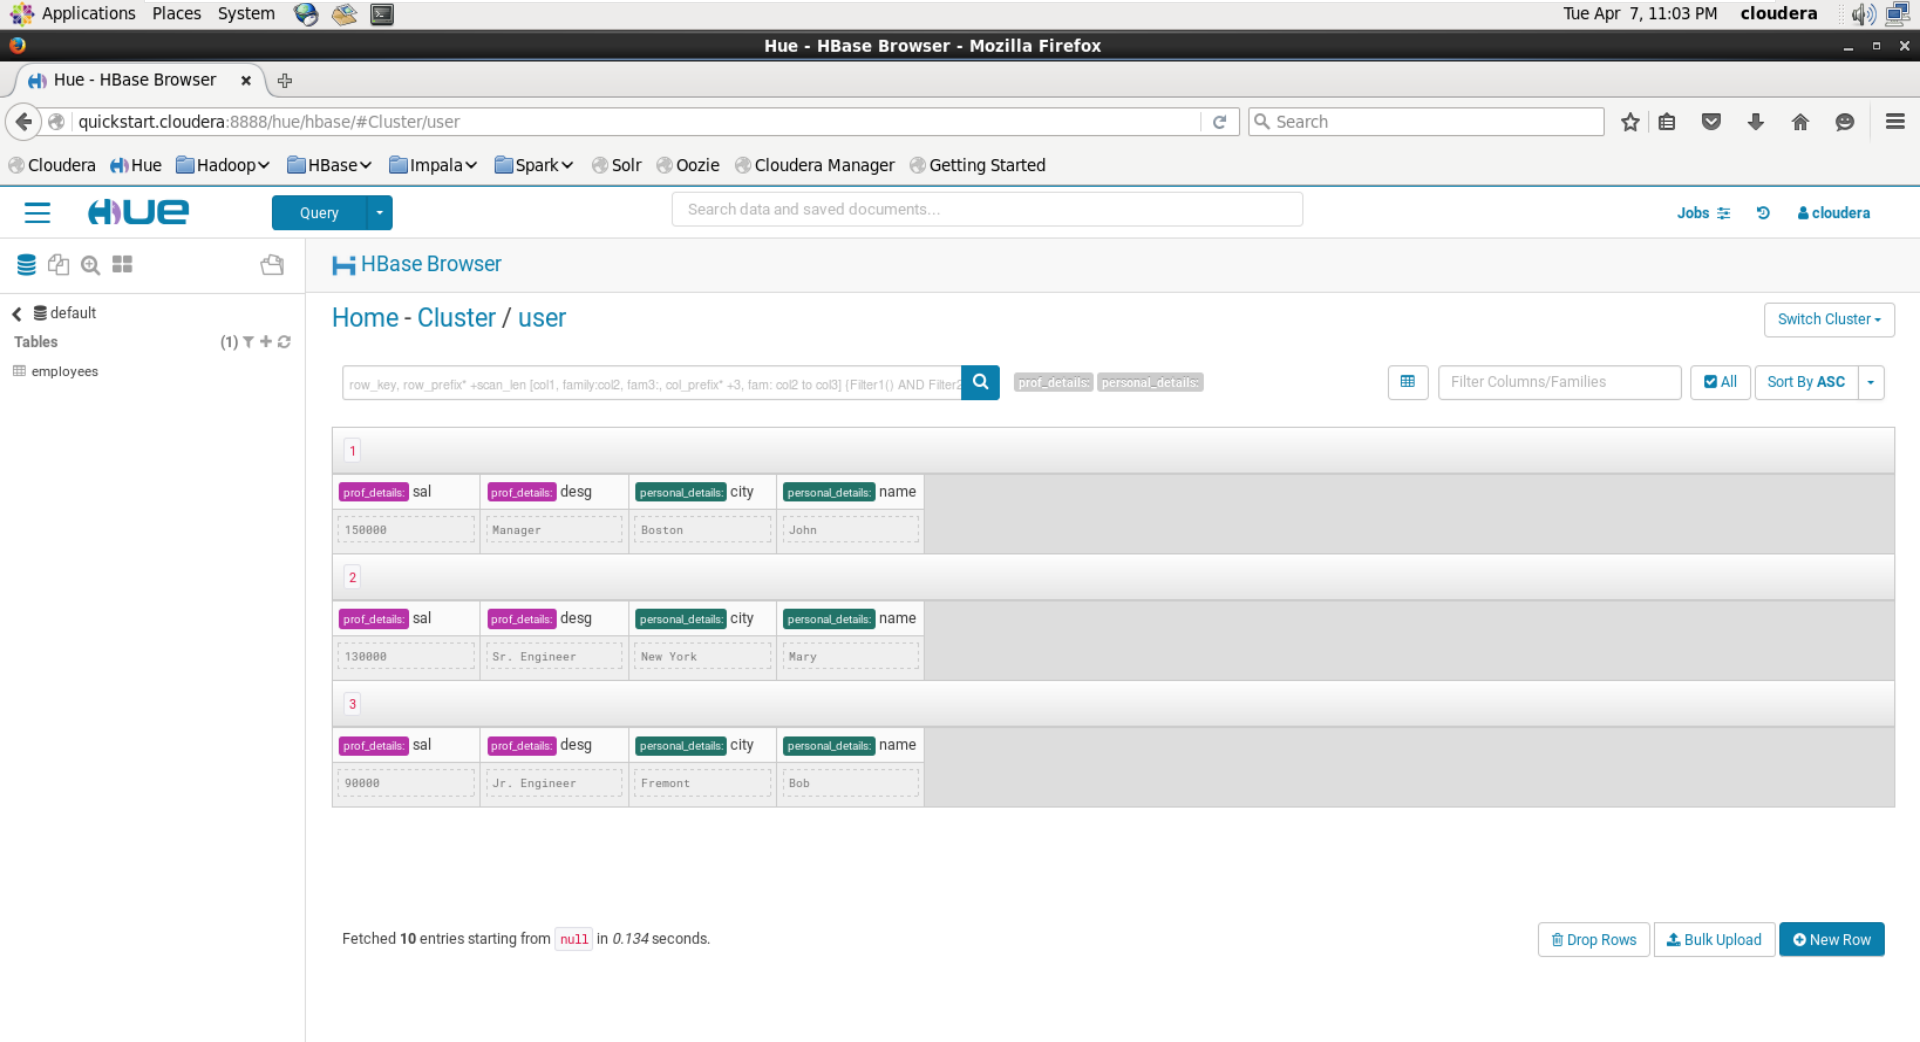 Applications Places System Tue Apr 7, 11:03 PM cloudera
Hue - HBase Browser - Mozilla Firefox
Hue - HBase Browser
quickstart.cloudera:8888/hue/hbase/#Cluster/user Search
Cloudera Hue Hadoop HBase Impala Spark Solr Oozie Cloudera Manager Getting Started
HUE Query Search data and saved documents... Jobs cloudera
HBase Browser
default
Tables (1)
employees
Home - Cluster / user Switch Cluster
row_key, row_prefix* +scan_len [col1, family:col2, fam3:, col_prefix* +3, fam: col2 to col3] {Filter1() AND Filter2 prof_details: personal_details: Filter Columns/Families All Sort By ASC
1
prof_details: sal prof_details: desg personal_details: city personal_details: name
150000 Manager Boston John
2
prof_details: sal prof_details: desg personal_details: city personal_details: name
130000 Sr. Engineer New York Mary
3
prof_details: sal prof_details: desg personal_details: city personal_details: name
90000 Jr. Engineer Fremont Bob
Fetched 10 entries starting from null in 0.134 seconds. Drop Rows Bulk Upload New Row